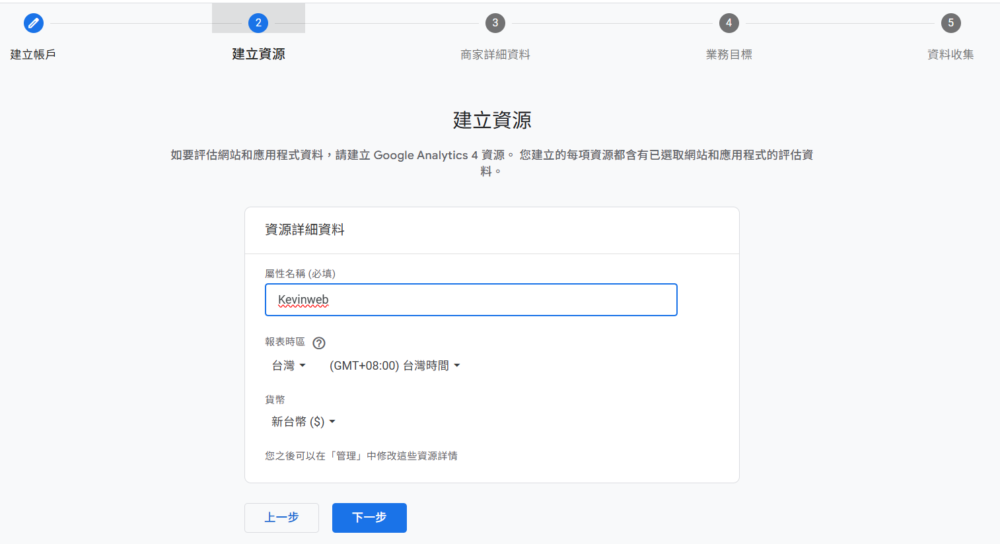 2
3
4
5
建立帳戶
建立資源
商家詳細資料
業務目標
資料收集
建立資源
如要評估網站和應用程式資料，請建立 Google Analytics 4 資源。 您建立的每項資源都含有已選取網站和應用程式的評估資
料。
資源詳細資料
屬性名稱 (必填)
Kevinweb
報表時區
台灣
(GMT+08:00) 台灣時間
貨幣
新台幣 ($)
您之後可以在「管理」中修改這些資源詳情
上一步
下一步